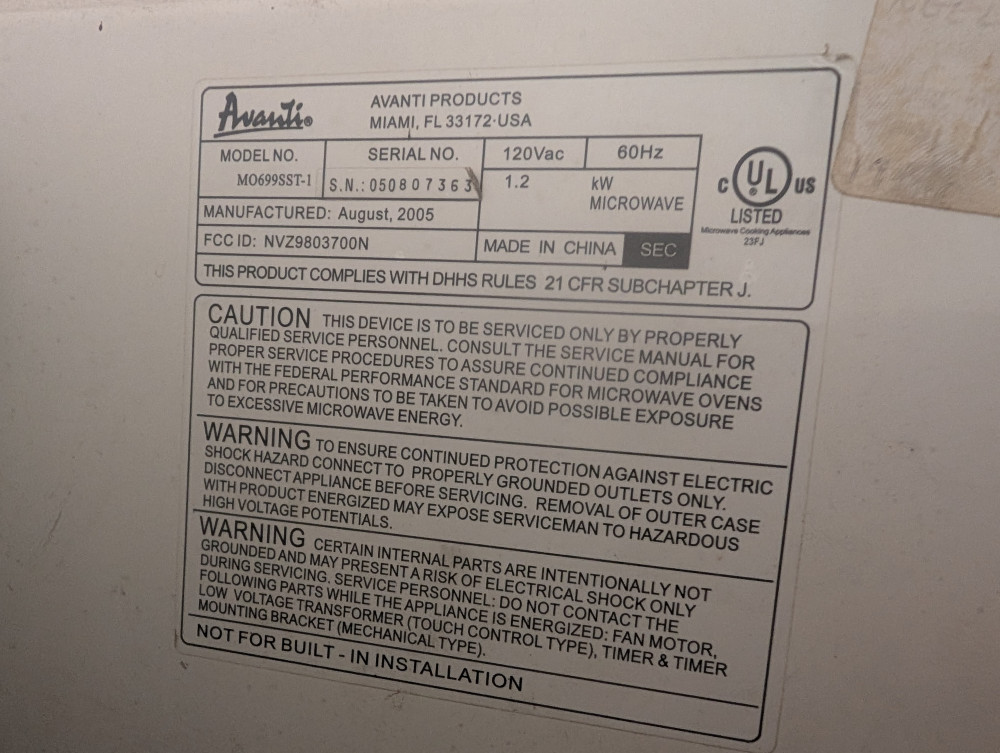 Avanti®
AVANTI PRODUCTS
MIAMI, FL 33172·USA
MODEL NO.
MO699SST-1
SERIAL NO.
S.N.: 050807363
120Vac
60Hz
1.2 kW
MICROWAVE
MANUFACTURED: August, 2005
FCC ID: NVZ9803700N
MADE IN CHINA
SEC
C UL ® US
LISTED
Microwave Cooking Appliances
23FJ
THIS PRODUCT COMPLIES WITH DHHS RULES 21 CFR SUBCHAPTER J.
CAUTION THIS DEVICE IS TO BE SERVICED ONLY BY PROPERLY
QUALIFIED SERVICE PERSONNEL. CONSULT THE SERVICE MANUAL FOR
PROPER SERVICE PROCEDURES TO ASSURE CONTINUED COMPLIANCE
WITH THE FEDERAL PERFORMANCE STANDARD FOR MICROWAVE OVENS
AND FOR PRECAUTIONS TO BE TAKEN TO AVOID POSSIBLE EXPOSURE
TO EXCESSIVE MICROWAVE ENERGY.
WARNING TO ENSURE CONTINUED PROTECTION AGAINST ELECTRIC
SHOCK HAZARD CONNECT TO PROPERLY GROUNDED OUTLETS ONLY.
DISCONNECT APPLIANCE BEFORE SERVICING. REMOVAL OF OUTER CASE
WITH PRODUCT ENERGIZED MAY EXPOSE SERVICEMAN TO HAZARDOUS
HIGH VOLTAGE POTENTIALS.
WARNING CERTAIN INTERNAL PARTS ARE INTENTIONALLY NOT
GROUNDED AND MAY PRESENT A RISK OF ELECTRICAL SHOCK ONLY
DURING SERVICING. SERVICE PERSONNEL: DO NOT CONTACT THE
FOLLOWING PARTS WHILE THE APPLIANCE IS ENERGIZED: FAN MOTOR,
LOW VOLTAGE TRANSFORMER (TOUCH CONTROL TYPE), TIMER & TIMER
MOUNTING BRACKET (MECHANICAL TYPE).
NOT FOR BUILT - IN INSTALLATION